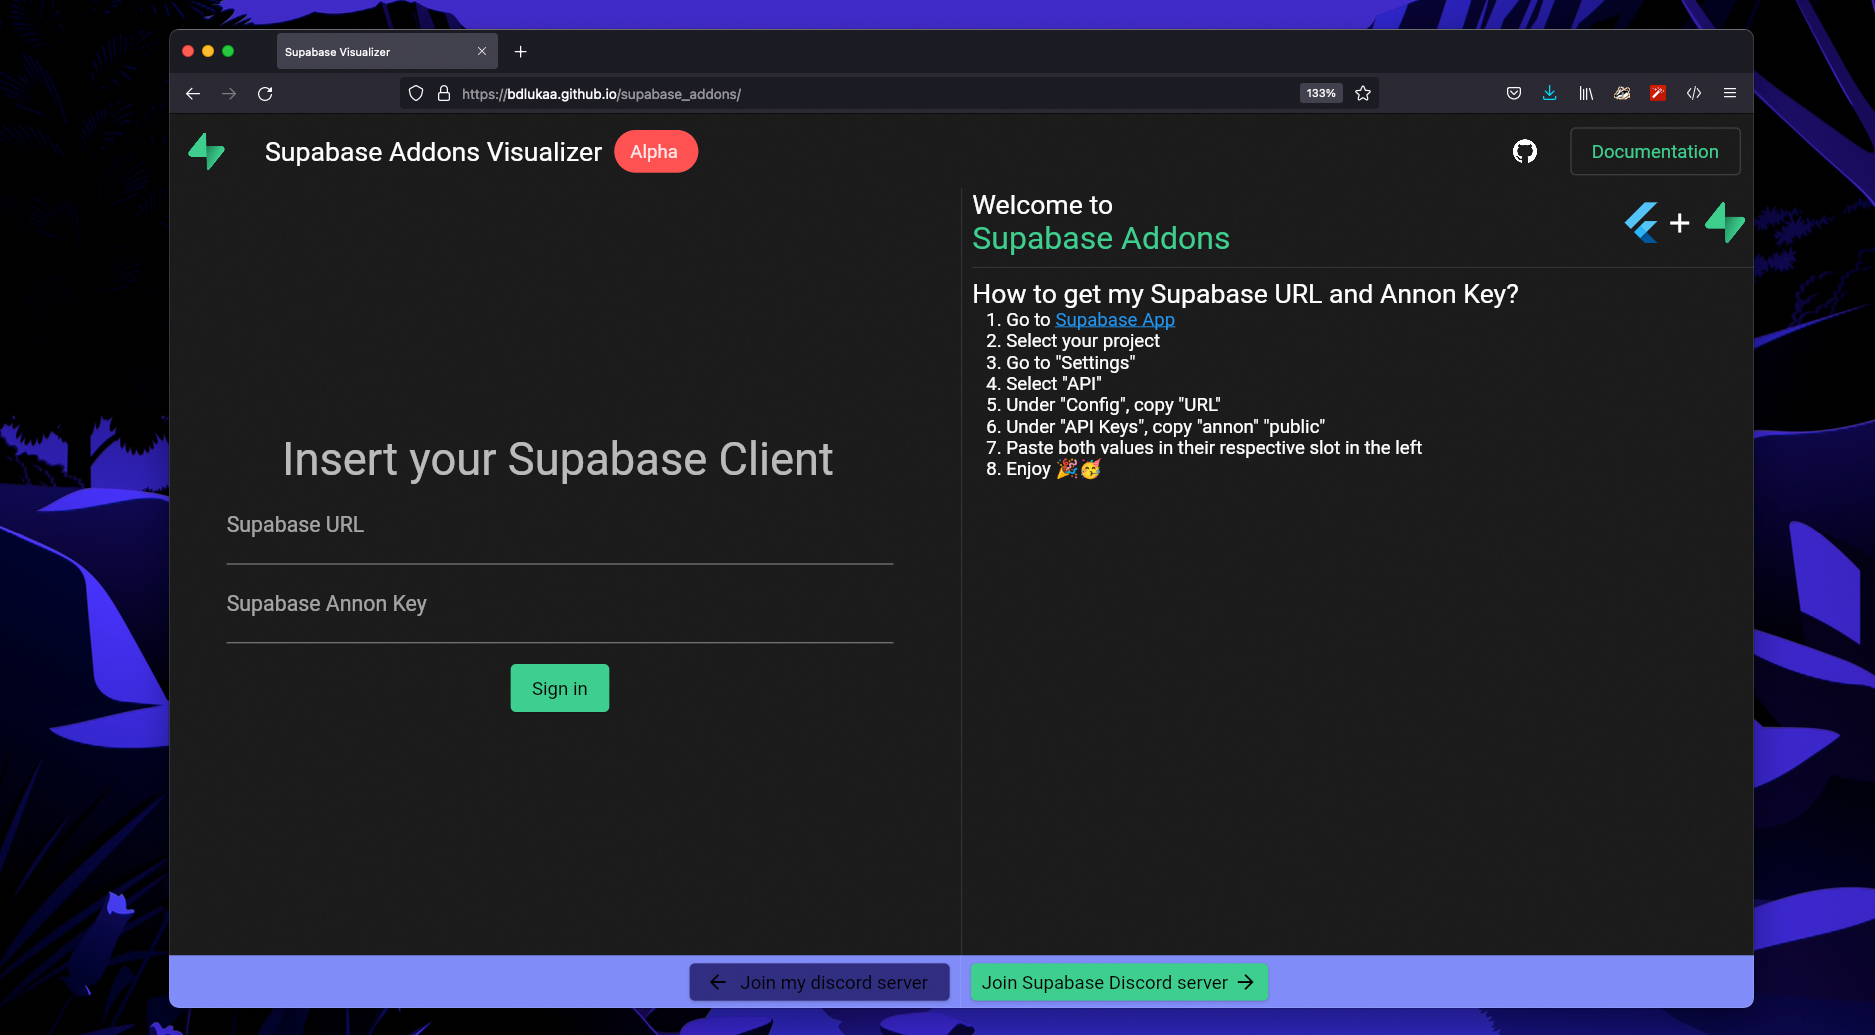 Supabase Visualizer
https://bdlukaa.github.io/supabase_addons/
133%
Supabase Addons Visualizer
Alpha
Documentation
Welcome to
Supabase Addons
+
How to get my Supabase URL and Annon Key?
1. Go to Supabase App
2. Select your project
3. Go to "Settings"
4. Select "API"
5. Under "Config", copy "URL"
6. Under "API Keys", copy "annon" "public"
7. Paste both values in their respective slot in the left
8. Enjoy 🎉🥳
Insert your Supabase Client
Supabase URL
Supabase Annon Key
Sign in
Join my discord server
Join Supabase Discord server